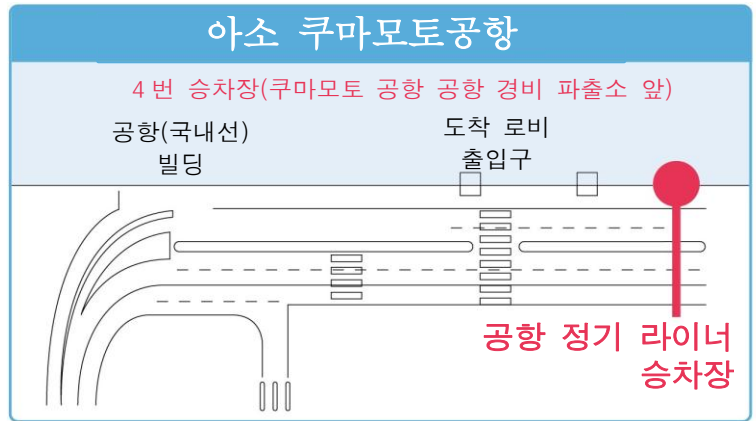 아소 쿠마모토공항
4번 승차장(쿠마모토 공항 공항 경비 파출소 앞)
공항(국내선)
빌딩
도착 로비
출입구
공항 정기 라이너
승차장